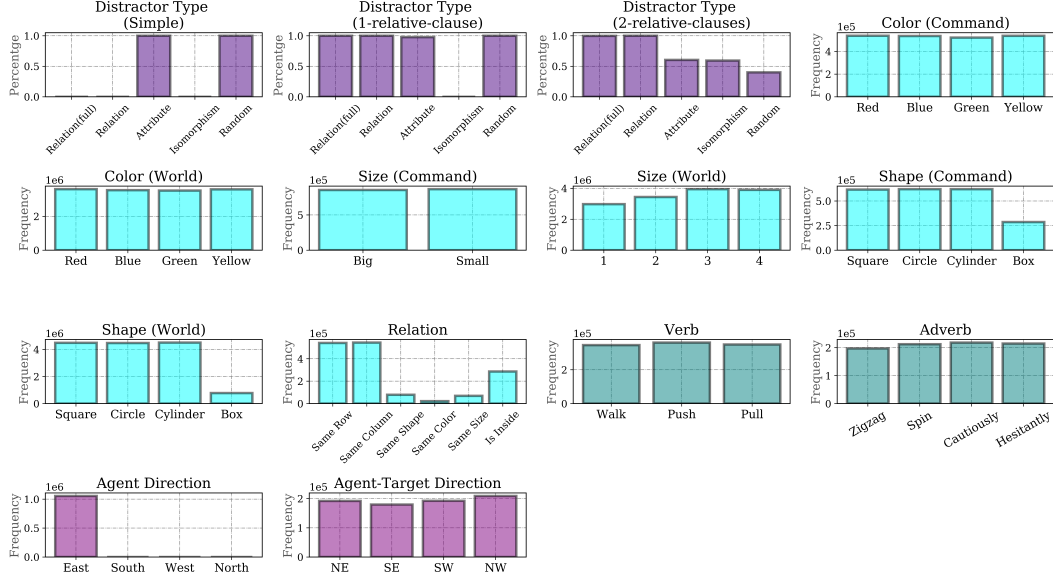 Distractor Type
(Simple)
Percentge
1.0
0.5
0.0
Relation(full)
Relation
Attribute
Isomorphism
Random
Distractor Type
(1-relative-clause)
Percentge
1.0
0.5
0.0
Relation(full)
Relation
Attribute
Isomorphism
Random
Distractor Type
(2-relative-clauses)
Percentge
1.0
0.5
0.0
Relation(full)
Relation
Attribute
Isomorphism
Random
Color (Command)
1e5
Frequency
4
2
0
Red Blue Green Yellow
Color (World)
1e6
Frequency
2
0
Red Blue Green Yellow
Size (Command)
1e5
Frequency
5
0
Big Small
Size (World)
1e6
Frequency
4
2
0
1 2 3 4
Shape (Command)
1e5
Frequency
5.0
2.5
0.0
Square Circle Cylinder Box
Shape (World)
1e6
Frequency
4
2
0
Square Circle Cylinder Box
Relation
1e5
Frequency
4
2
0
Same Row
Same Column
Same Shape
Same Color
Same Size
Is Inside
Verb
1e5
Frequency
2
0
Walk Push Pull
Adverb
1e5
Frequency
2
1
0
Zigzag
Spin
Cautiously
Hesitantly
Agent Direction
1e6
Frequency
1.0
0.5
0.0
East South West North
Agent-Target Direction
1e5
Frequency
2
1
0
NE SE SW NW